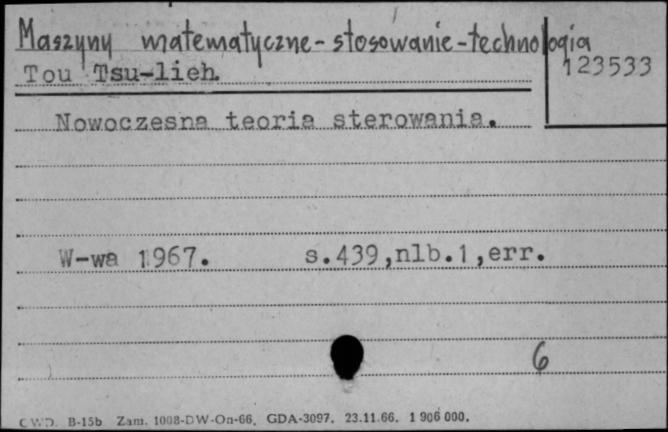 Maszyny matematyczne - stosowanie - technologia
Tou Tsu-lieh.
123533
Nowoczesna teoria sterowania.
W-wa 1967. s.439,nlb.1,err.
6
CWD. B-15b Zam. 1008-DW-On-66. GDA-3097. 23.11.66. 1 906 000.